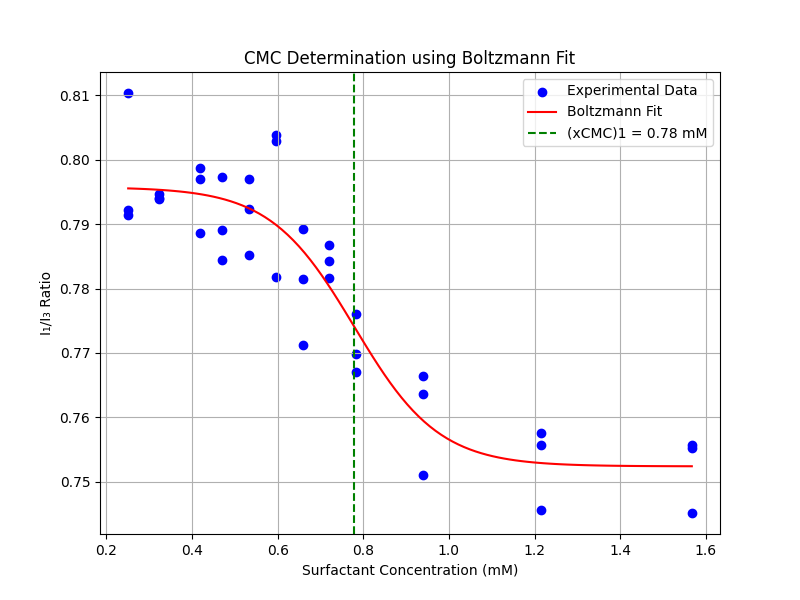 CMC Determination using Boltzmann Fit
Experimental Data
Boltzmann Fit
(xCMC)1 = 0.78 mM
I₁/I₃ Ratio
0.81
0.80
0.79
0.78
0.77
0.76
0.75
0.2 0.4 0.6 0.8 1.0 1.2 1.4 1.6
Surfactant Concentration (mM)